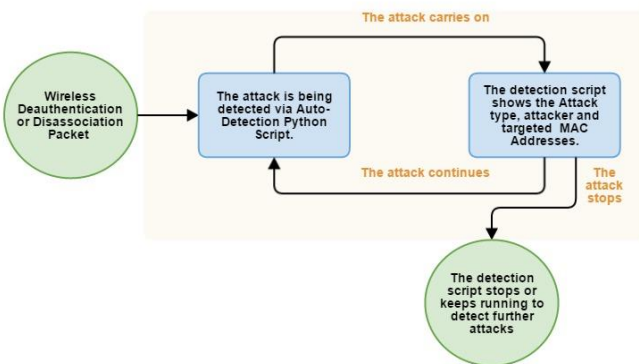 The attack carries on
Wireless
Deauthentication
or Disassociation
Packet
The attack is being
detected via Auto-
Detection Python
Script.
The detection script
shows the Attack
type, attacker and
targeted MAC
Addresses.
The attack continues
The
attack
stops
The detection
script stops or
keeps running to
detect further
attacks